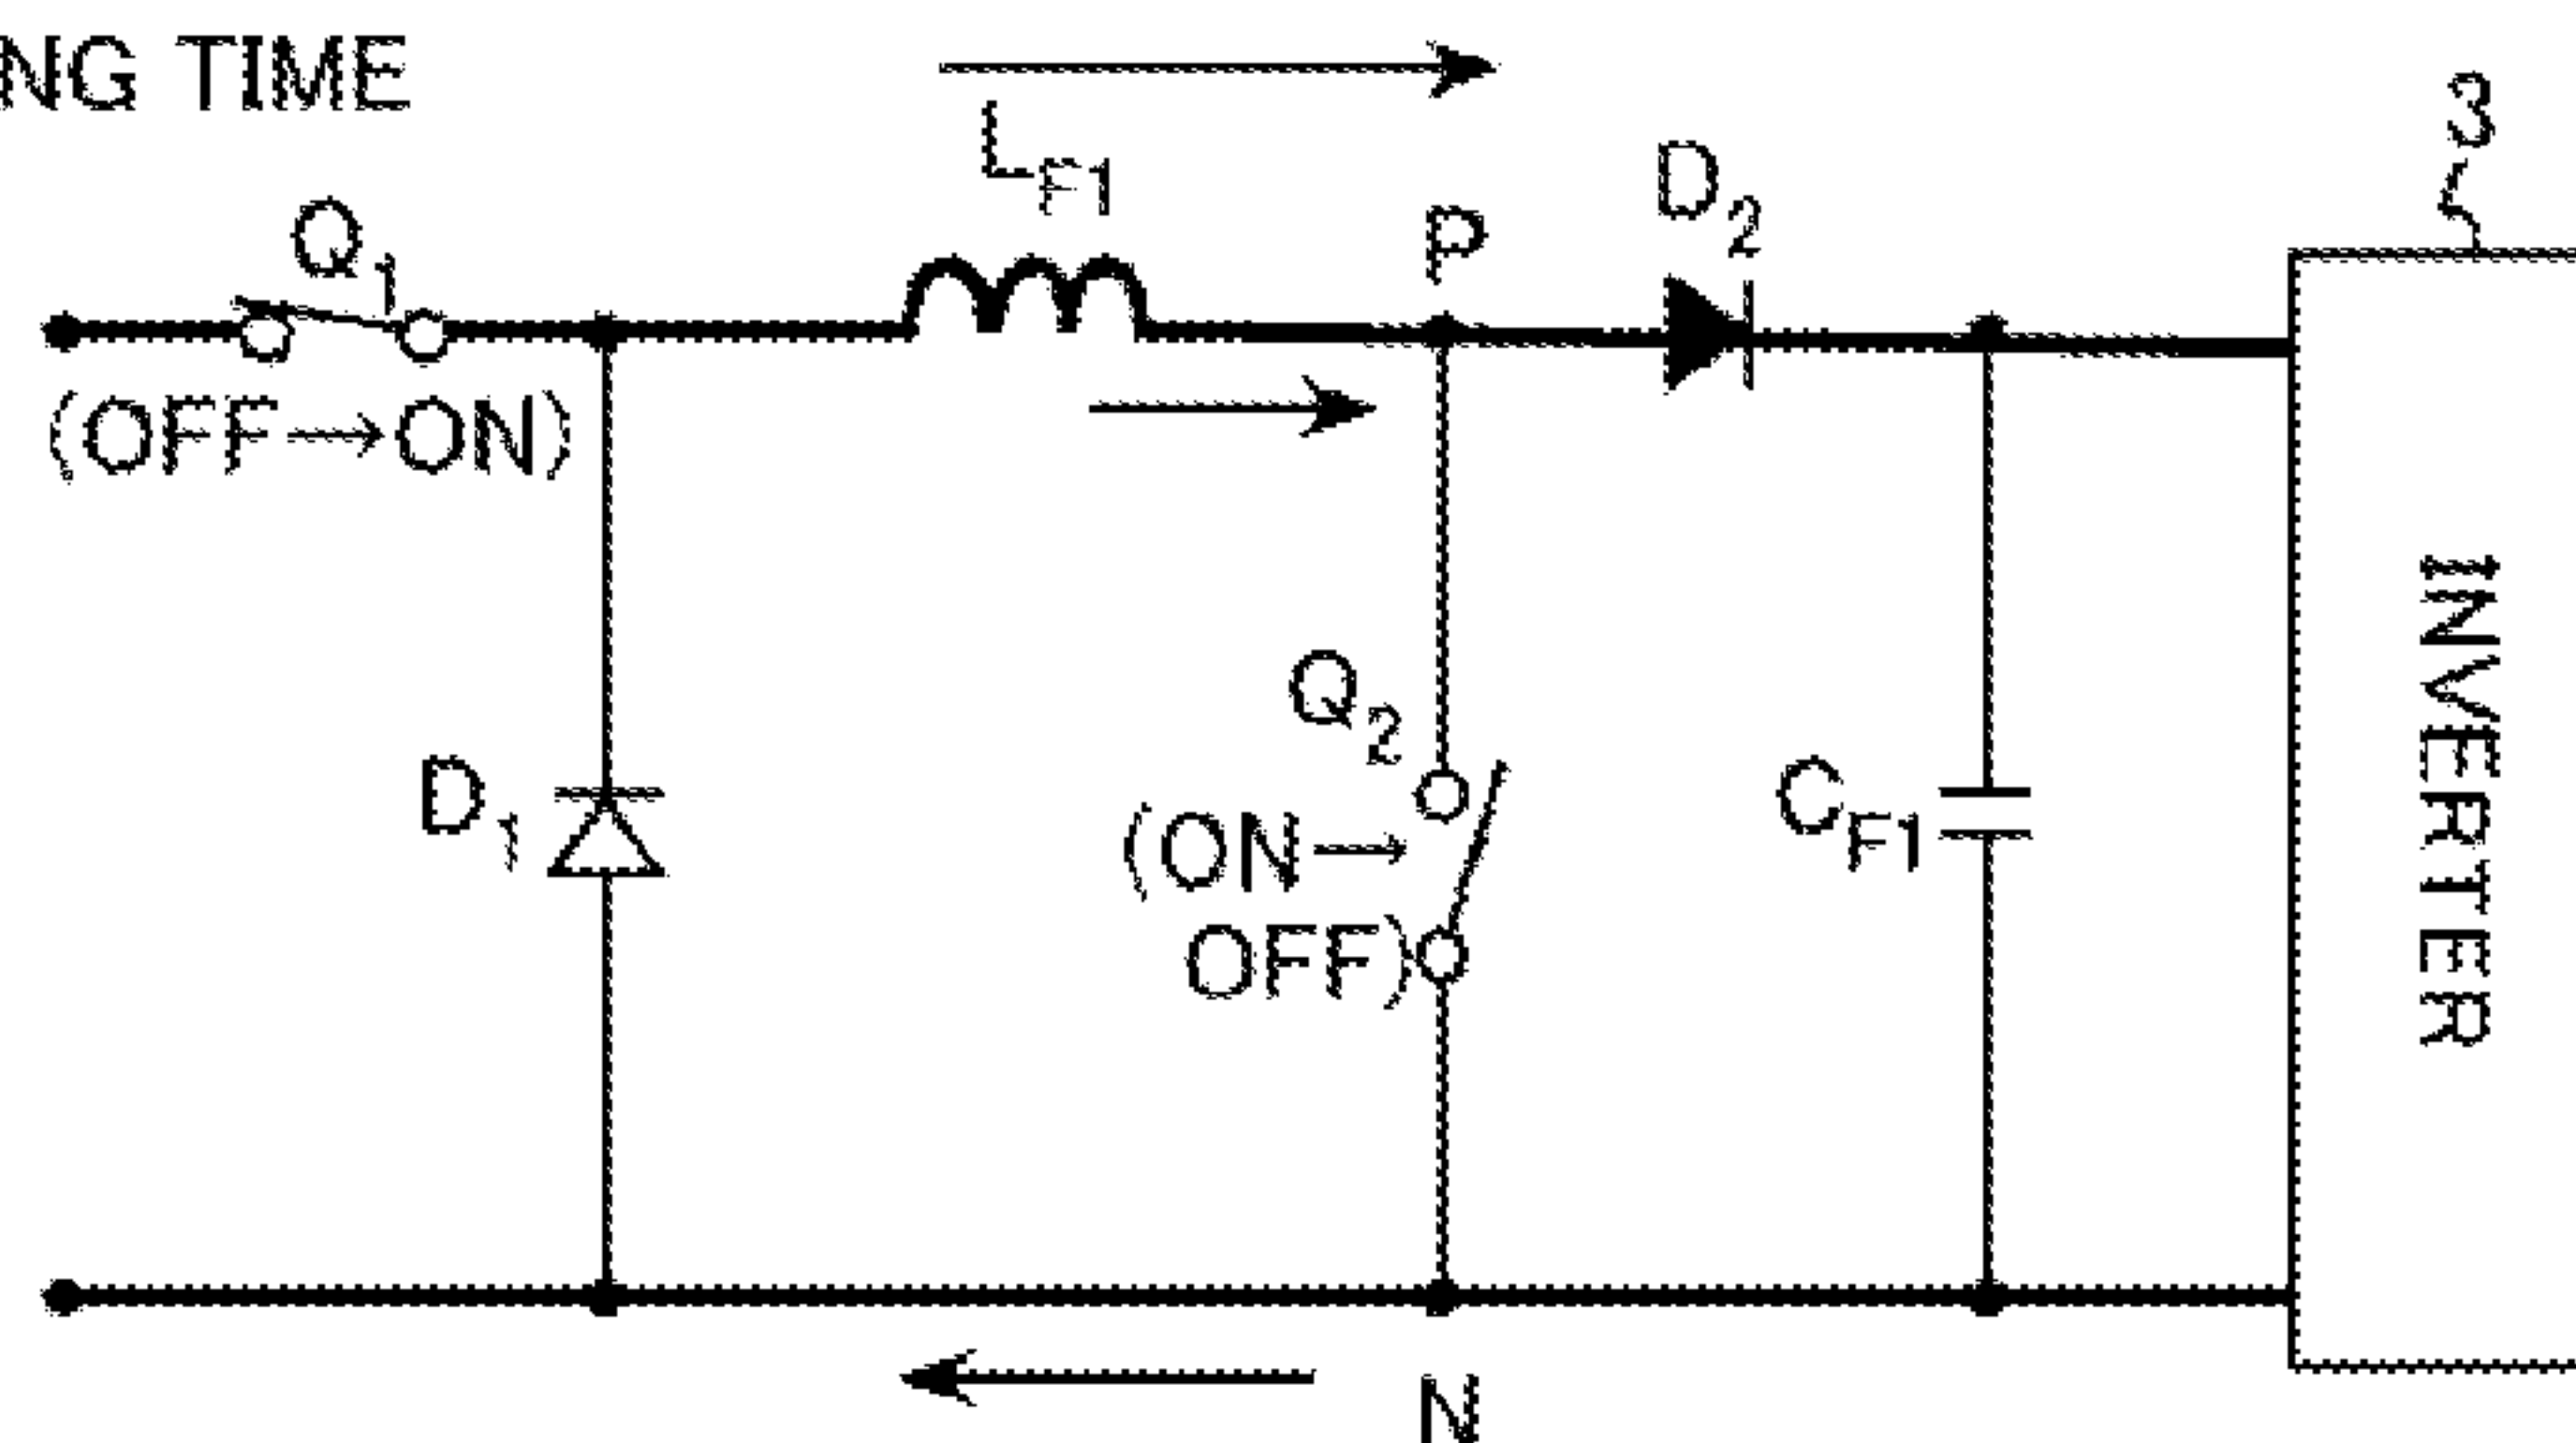 NG TIME
L_F1
3
Q_1
P
D_2
(OFF→ON)
Q_2
(ON→
OFF)
D_1
C_F1
INVERTER
N